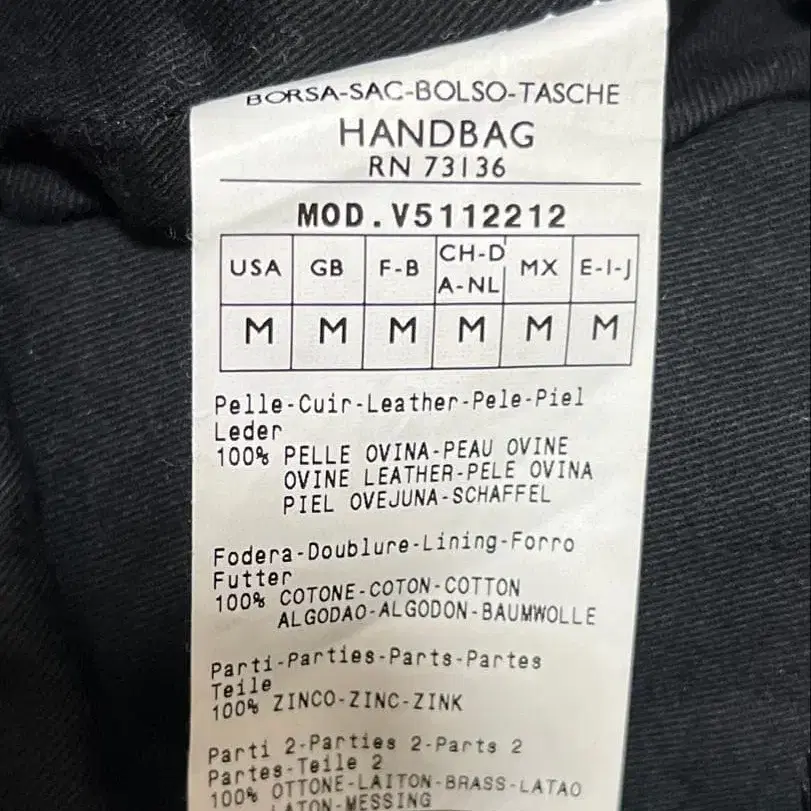 BORSA-SAC-BOLSO-TASCHE
HANDBAG
RN 73136
MOD.V5112212
USA GB F-B CH-D A-NL MX E-I-J
M M M M M M
Pelle-Cuir-Leather-Pele-Piel
Leder
100% PELLE OVINA-PEAU OVINE
OVINE LEATHER-PELE OVINA
PIEL OVEJUNA-SCHAFFEL
Fodera-Doublure-Lining-Forro
Futter
100% COTONE-COTON-COTTON
ALGODAO-ALGODON-BAUMWOLLE
Parti-Parties-Parts-Partes
Teile
100% ZINCO-ZINC-ZINK
Parti 2-Parties 2-Parts 2
Partes-Teile 2
100% OTTONE-LAITON-BRASS-LATAO
LATON-MESSING